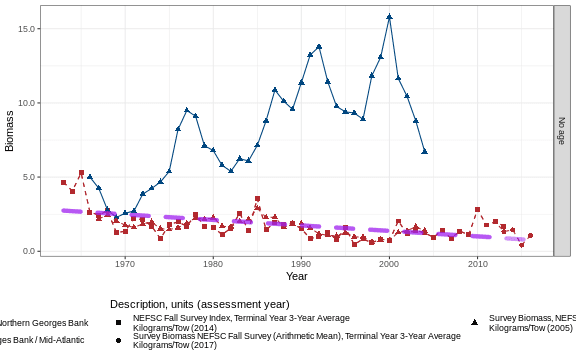 15.0
10.0
5.0
0.0
Biomass
1970
1980
1990
2000
2010
Year
No age
Description, units (assessment year)
Northern Georges Bank
NEFSC Fall Survey Index, Terminal Year 3-Year Average
Kilograms/Tow (2014)
Survey Biomass, NEFS
Kilograms/Tow (2005)
ges Bank / Mid-Atlantic
Survey Biomass NEFSC Fall Survey (Arithmetic Mean), Terminal Year 3-Year Average
Kilograms/Tow (2017)